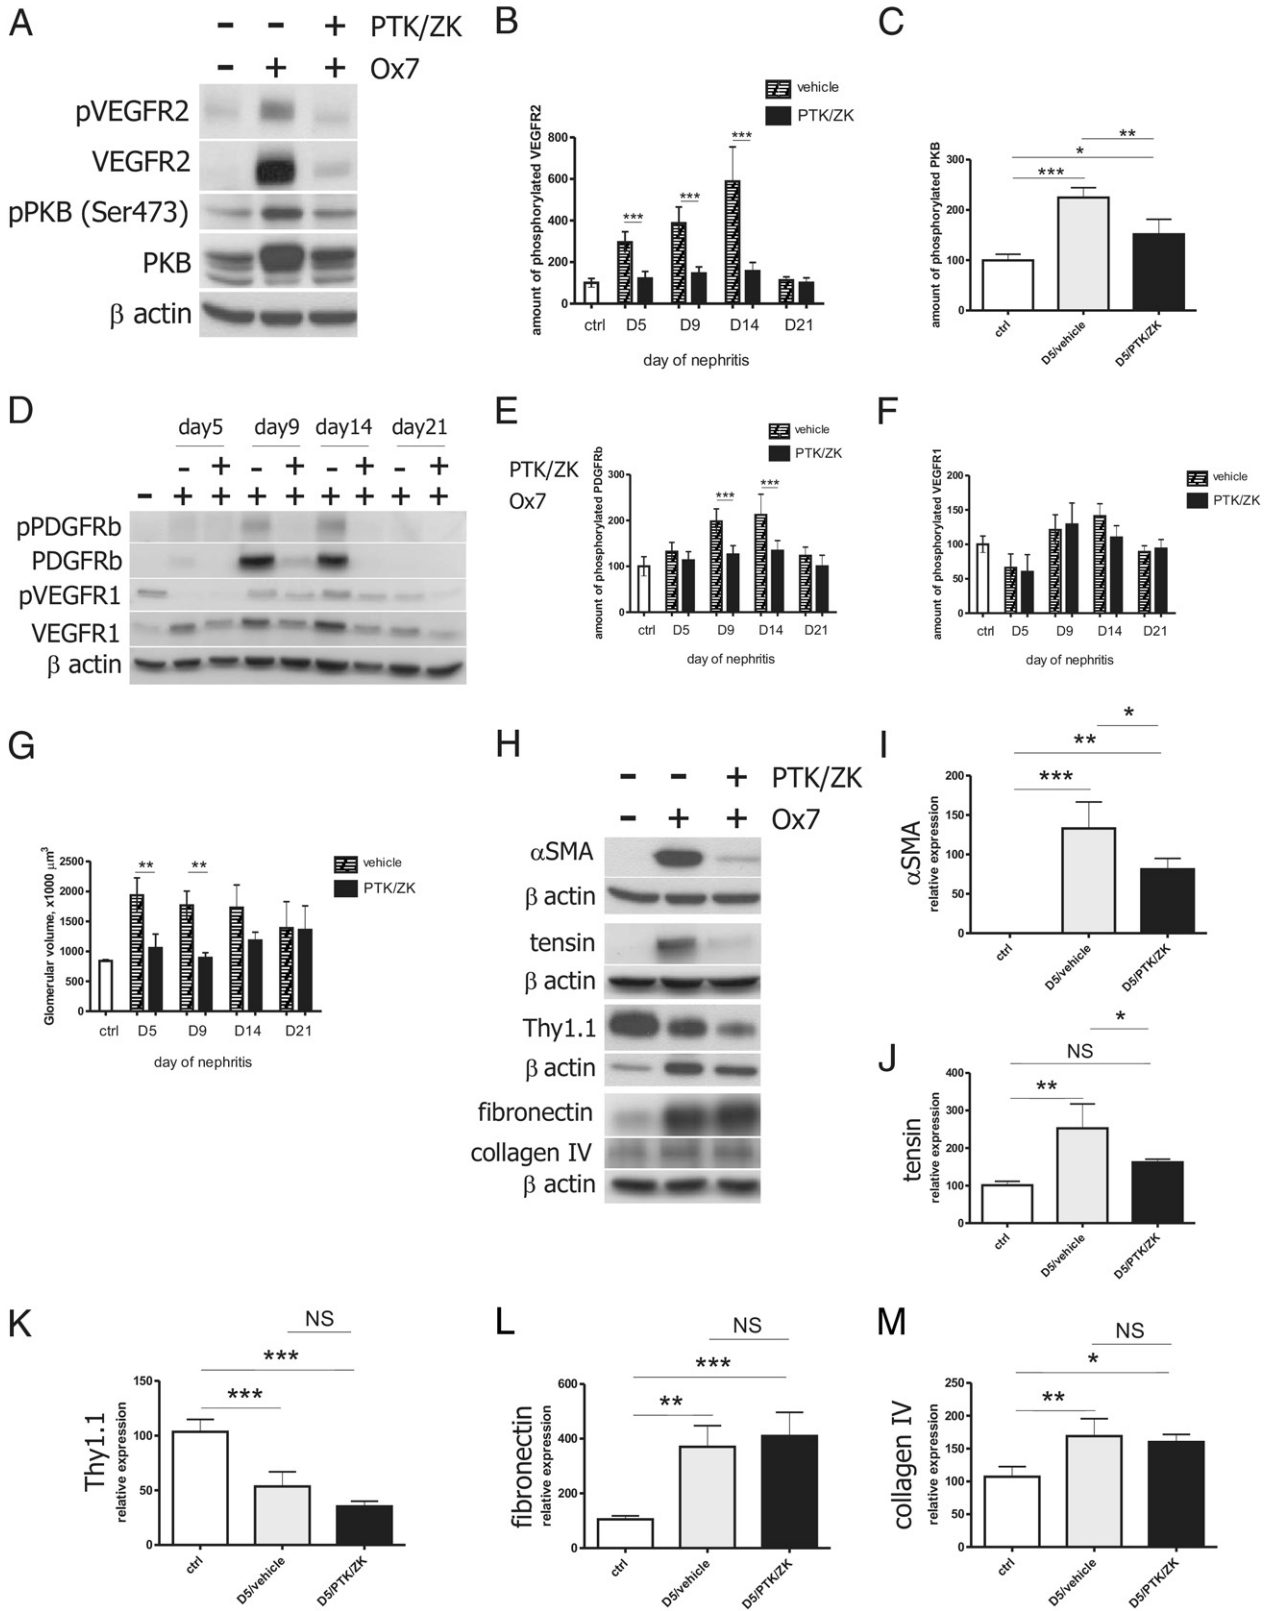 A
- - + PTK/ZK
- + + Ox7
pVEGFR2
VEGFR2
pPKB (Ser473)
PKB
β actin
B
vehicle
PTK/ZK
amount of phosphorylated VEGFR2
800
600
400
200
0
*** *** ***
ctrl D5 D9 D14 D21
day of nephritis
C
amount of phosphorylated PKB
300
200
100
0
**
*
***
ctrl
D5/vehicle
D5/PTK/ZK
D
day5 day9 day14 day21
- + - + - + - + PTK/ZK
- + + + + + + + + Ox7
pPDGFRb
PDGFRb
pVEGFR1
VEGFR1
β actin
E
vehicle
PTK/ZK
amount of phosphorylated PDGFRb
300
200
100
0
*** ***
ctrl D5 D9 D14 D21
day of nephritis
F
vehicle
PTK/ZK
amount of phosphorylated VEGFR1
200
150
100
50
0
ctrl D5 D9 D14 D21
day of nephritis
G
vehicle
PTK/ZK
Glomerular volume, x1000 μm³
2500
2000
1500
1000
500
0
** **
ctrl D5 D9 D14 D21
day of nephritis
H
- - + PTK/ZK
- + + Ox7
αSMA
β actin
tensin
β actin
Thy1.1
β actin
fibronectin
collagen IV
β actin
I
αSMA
relative expression
200
150
100
50
0
*
**
***
ctrl
D5/vehicle
D5/PTK/ZK
J
tensin
relative expression
400
300
200
100
0
*
NS
**
ctrl
D5/vehicle
D5/PTK/ZK
K
Thy1.1
relative expression
150
100
50
0
NS
***
***
ctrl
D5/vehicle
D5/PTK/ZK
L
fibronectin
relative expression
600
400
200
0
NS
***
**
ctrl
D5/vehicle
D5/PTK/ZK
M
collagen IV
relative expression
250
200
150
100
50
0
NS
*
**
ctrl
D5/vehicle
D5/PTK/ZK